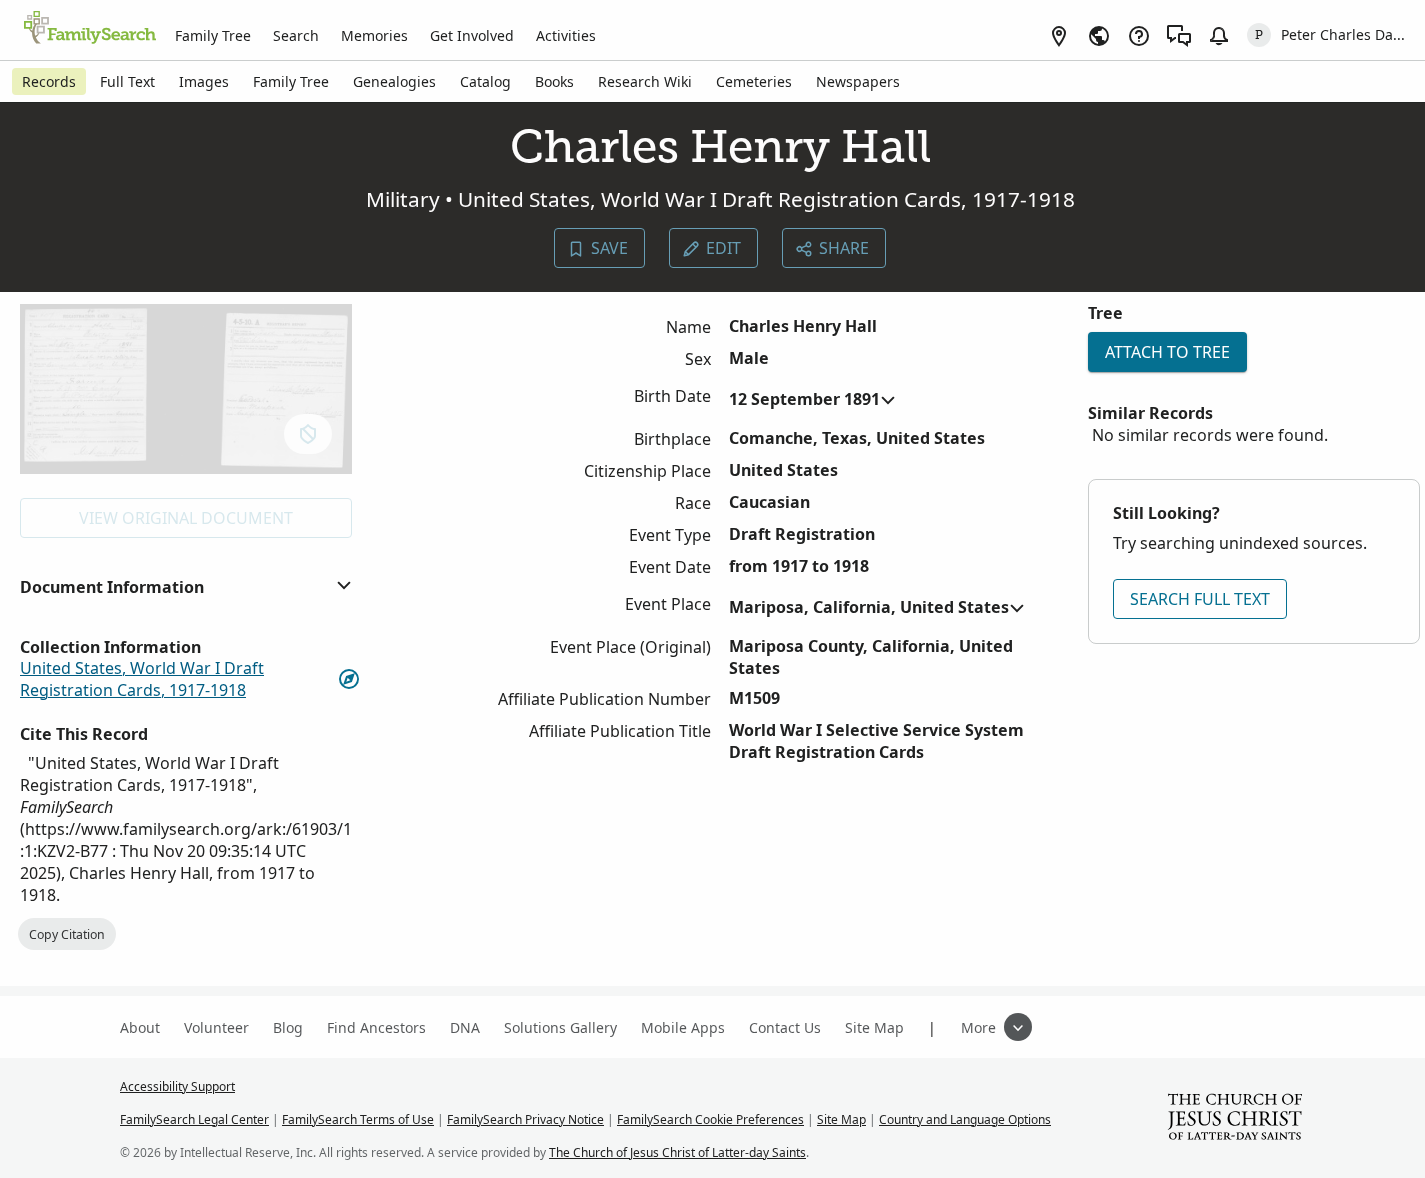 FamilySearch
Family Tree Search Memories Get Involved Activities
P Peter Charles Da...
Records Full Text Images Family Tree Genealogies Catalog Books Research Wiki Cemeteries Newspapers
Charles Henry Hall
Military • United States, World War I Draft Registration Cards, 1917-1918
SAVE EDIT SHARE
VIEW ORIGINAL DOCUMENT
Document Information
Collection Information
United States, World War I Draft
Registration Cards, 1917-1918
Cite This Record
"United States, World War I Draft
Registration Cards, 1917-1918",
FamilySearch
(https://www.familysearch.org/ark:/61903/1
:1:KZV2-B77 : Thu Nov 20 09:35:14 UTC
2025), Charles Henry Hall, from 1917 to
1918.
Copy Citation
Name Charles Henry Hall
Sex Male
Birth Date 12 September 1891
Birthplace Comanche, Texas, United States
Citizenship Place United States
Race Caucasian
Event Type Draft Registration
Event Date from 1917 to 1918
Event Place Mariposa, California, United States
Event Place (Original) Mariposa County, California, United
States
Affiliate Publication Number M1509
Affiliate Publication Title World War I Selective Service System
Draft Registration Cards
Tree
ATTACH TO TREE
Similar Records
No similar records were found.
Still Looking?
Try searching unindexed sources.
SEARCH FULL TEXT
About Volunteer Blog Find Ancestors DNA Solutions Gallery Mobile Apps Contact Us Site Map | More
Accessibility Support
FamilySearch Legal Center | FamilySearch Terms of Use | FamilySearch Privacy Notice | FamilySearch Cookie Preferences | Site Map | Country and Language Options
© 2026 by Intellectual Reserve, Inc. All rights reserved. A service provided by The Church of Jesus Christ of Latter-day Saints.
THE CHURCH OF
JESUS CHRIST
OF LATTER-DAY SAINTS